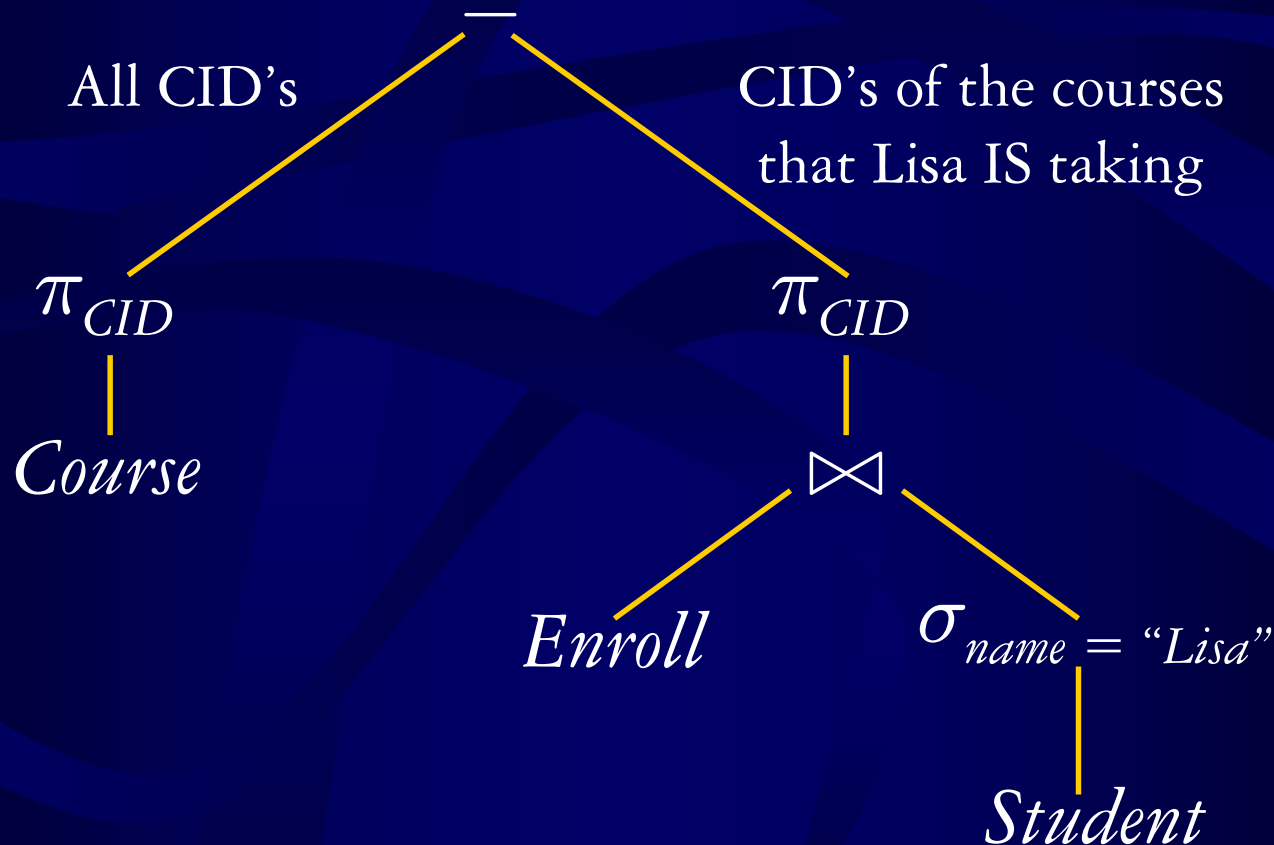 −
All CID’s
CID’s of the courses
that Lisa IS taking
π CID
π CID
Course
⋈
Enroll
σ name = “Lisa”
Student